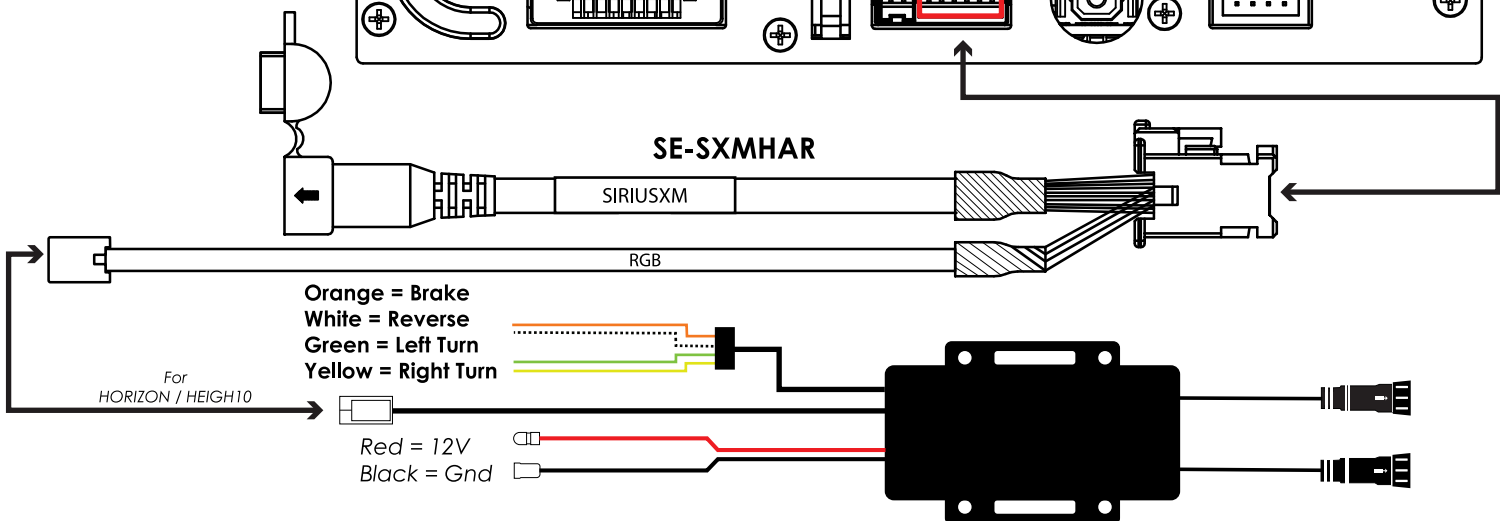 SE-SXMHAR
SIRIUSXM
RGB
Orange = Brake
White = Reverse
Green = Left Turn
Yellow = Right Turn
For
HORIZON / HEIGH10
Red = 12V
Black = Gnd